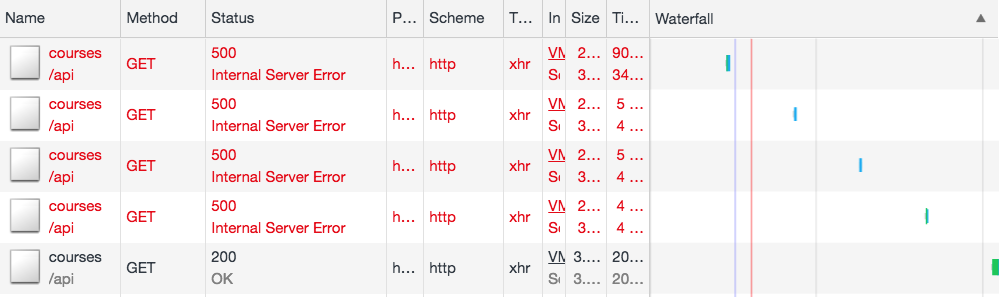 Name Method Status P... Scheme T... In Size Ti... Waterfall ▲
courses GET 500 h... http xhr VM 2... 90...
/api Internal Server Error Sc 3... 34...
courses GET 500 h... http xhr VM 2... 5 ...
/api Internal Server Error Sc 3... 4 ...
courses GET 500 h... http xhr VM 2... 5 ...
/api Internal Server Error Sc 3... 4 ...
courses GET 500 h... http xhr VM 2... 4 ...
/api Internal Server Error Sc 3... 4 ...
courses GET 200 h... http xhr VM 3.... 20...
/api OK Sc 3... 20...